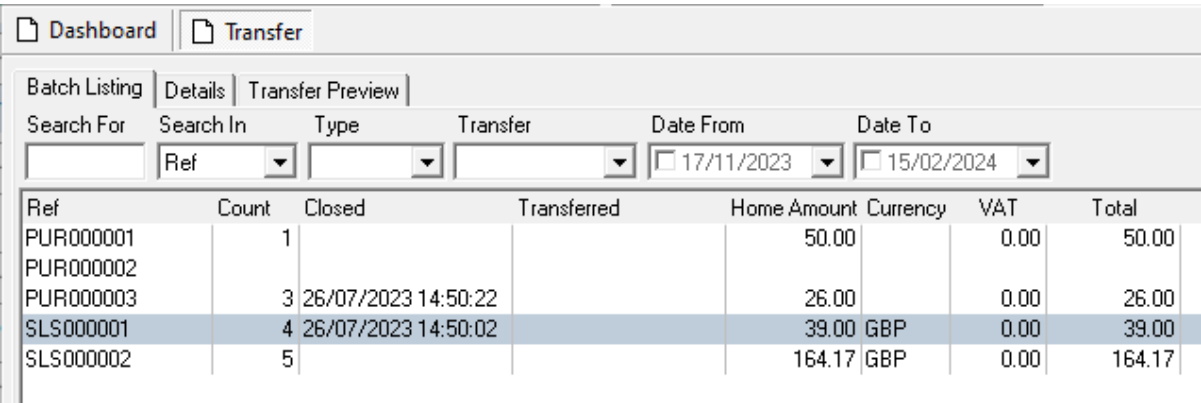 Dashboard Transfer
Batch Listing Details Transfer Preview
Search For Search In Type Transfer Date From Date To
Ref 17/11/2023 15/02/2024
Ref Count Closed Transferred Home Amount Currency VAT Total
PUR000001 1 50.00 0.00 50.00
PUR000002
PUR000003 3 26/07/2023 14:50:22 26.00 0.00 26.00
SLS000001 4 26/07/2023 14:50:02 39.00 GBP 0.00 39.00
SLS000002 5 164.17 GBP 0.00 164.17